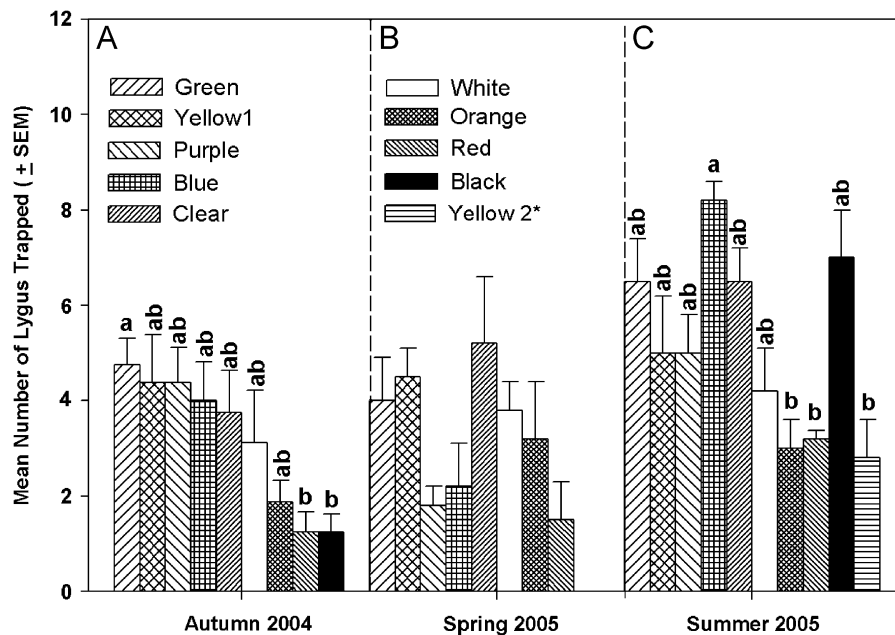 Mean Number of Lygus Trapped ( ± SEM)
12
10
8
6
4
2
0
A
B
C
Green
Yellow1
Purple
Blue
Clear
White
Orange
Red
Black
Yellow 2*
a
ab
ab
ab
ab
ab
ab
b
b
ab
ab
ab
a
ab
ab
b
b
ab
b
Autumn 2004
Spring 2005
Summer 2005